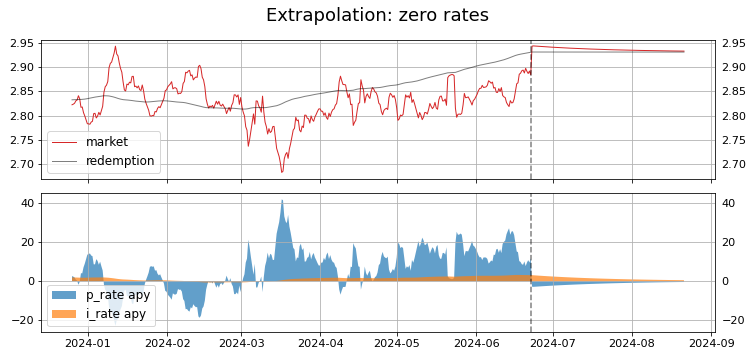 Extrapolation: zero rates
2.95 2.95
2.90 2.90
2.85 2.85
2.80 2.80
2.75 2.75
2.70 2.70
market
redemption
40 40
20 20
0 0
−20 −20
p_rate apy
i_rate apy
2024-01 2024-02 2024-03 2024-04 2024-05 2024-06 2024-07 2024-08 2024-09